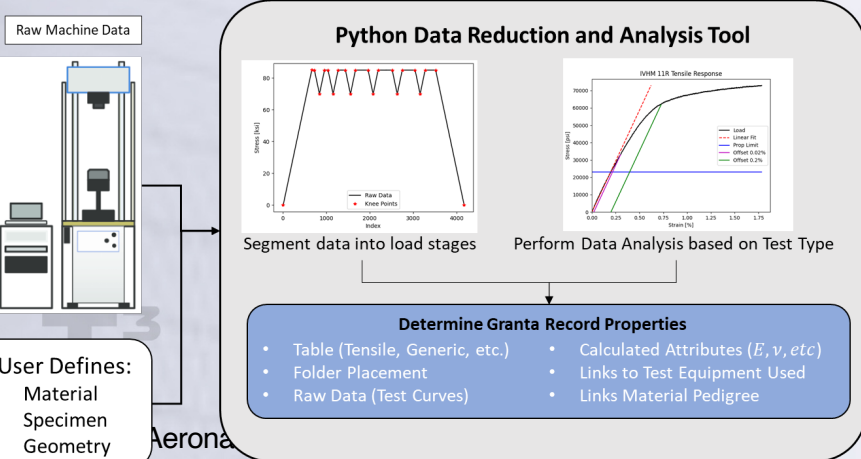 Raw Machine Data
Python Data Reduction and Analysis Tool
80
60
40
20
0
Stress [ksi]
Raw Data
Knee Points
0
1000
2000
3000
4000
Index
IVHM 11R Tensile Response
70000
60000
50000
40000
30000
20000
10000
0
Stress [psi]
Load
Linear Fit
Prop Limit
Offset 0.02%
Offset 0.2%
0.00
0.25
0.50
0.75
1.00
1.25
1.50
1.75
Strain [%]
Segment data into load stages
Perform Data Analysis based on Test Type
Determine Granta Record Properties
• Table (Tensile, Generic, etc.)
• Folder Placement
• Raw Data (Test Curves)
• Calculated Attributes (E, ν, etc)
• Links to Test Equipment Used
• Links Material Pedigree
3
User Defines:
Material
Specimen
Geometry
Aerona